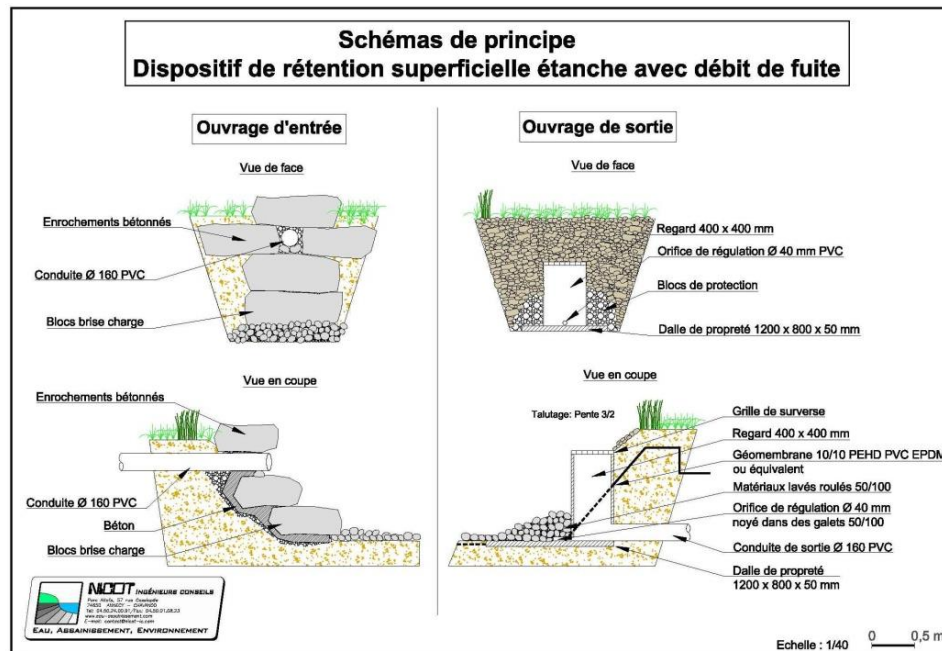 Schémas de principe
Dispositif de rétention superficielle étanche avec débit de fuite
Ouvrage d'entrée
Vue de face
Enrochements bétonnés
Conduite Ø 160 PVC
Blocs brise charge
Vue en coupe
Enrochements bétonnés
Conduite Ø 160 PVC
Béton
Blocs brise charge
Ouvrage de sortie
Vue de face
Regard 400 x 400 mm
Orifice de régulation Ø 40 mm PVC
Blocs de protection
Dalle de propreté 1200 x 800 x 50 mm
Vue en coupe
Talutage: Pente 3/2
Grille de surverse
Regard 400 x 400 mm
Géomembrane 10/10 PEHD PVC EPDM
ou équivalent
Matériaux lavés roulés 50/100
Orifice de régulation Ø 40 mm
noyé dans des galets 50/100
Conduite de sortie Ø 160 PVC
Dalle de propreté
1200 x 800 x 50 mm
NICOT INGÉNIEURS CONSEILS
EAU, ASSAINISSEMENT, ENVIRONNEMENT
Echelle : 1/40
0 0,5 m